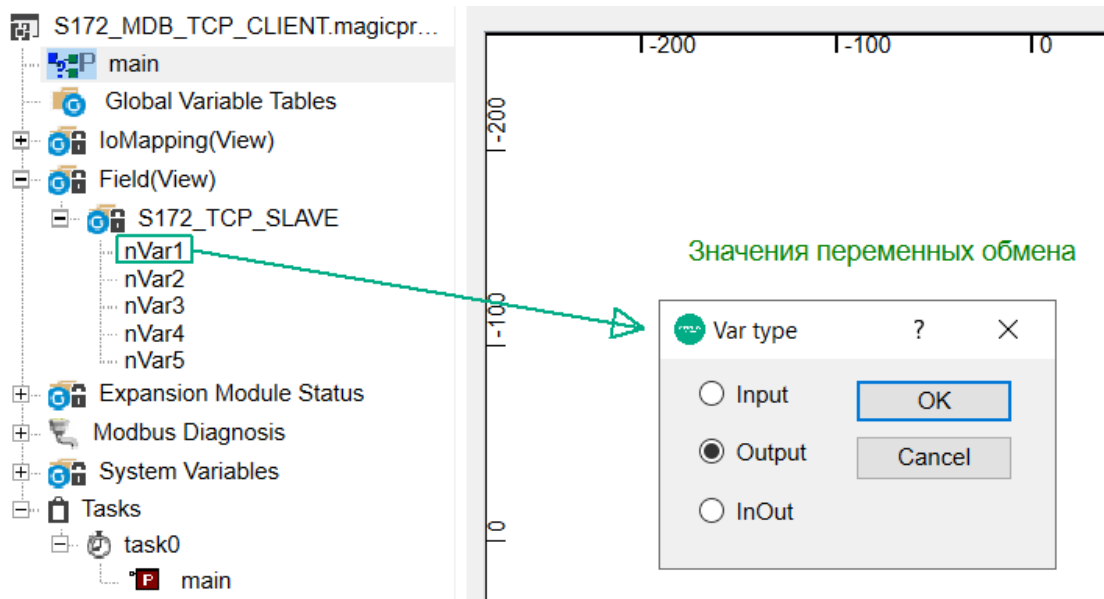 S172_MDB_TCP_CLIENT.magicpr...
main
Global Variable Tables
IoMapping(View)
Field(View)
S172_TCP_SLAVE
nVar1
nVar2
nVar3
nVar4
nVar5
Expansion Module Status
Modbus Diagnosis
System Variables
Tasks
task0
P main
-200
-100
0
-200
-100
0
Значения переменных обмена
Var type ? ×
Input
OK
Output
Cancel
InOut